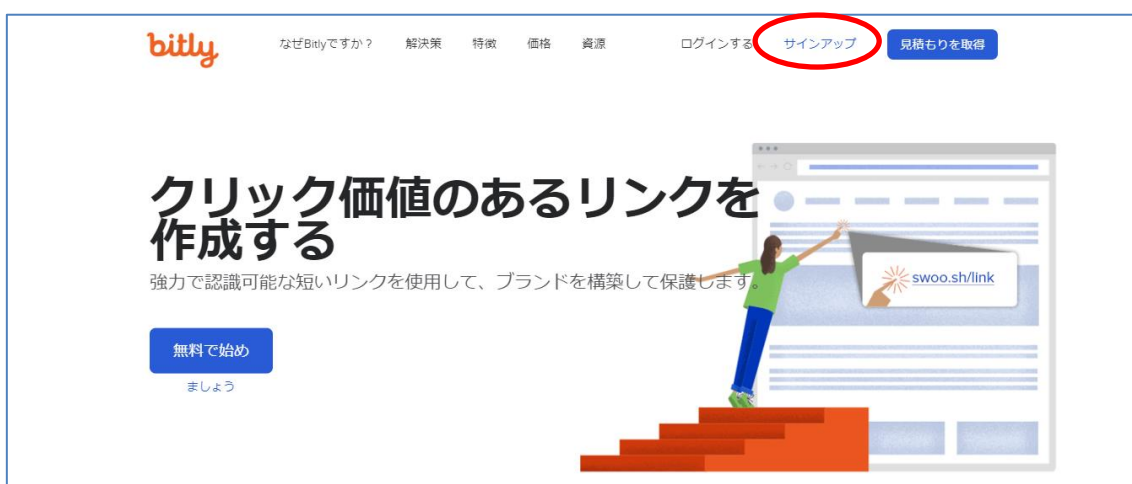 bitly なぜBitlyですか？ 解決策 特徴 価格 資源 ログインする サインアップ 見積もりを取得
クリック価値のあるリンクを
作成する
強力で認識可能な短いリンクを使用して、ブランドを構築して保護します。
swoo.sh/link
無料で始め
ましょう